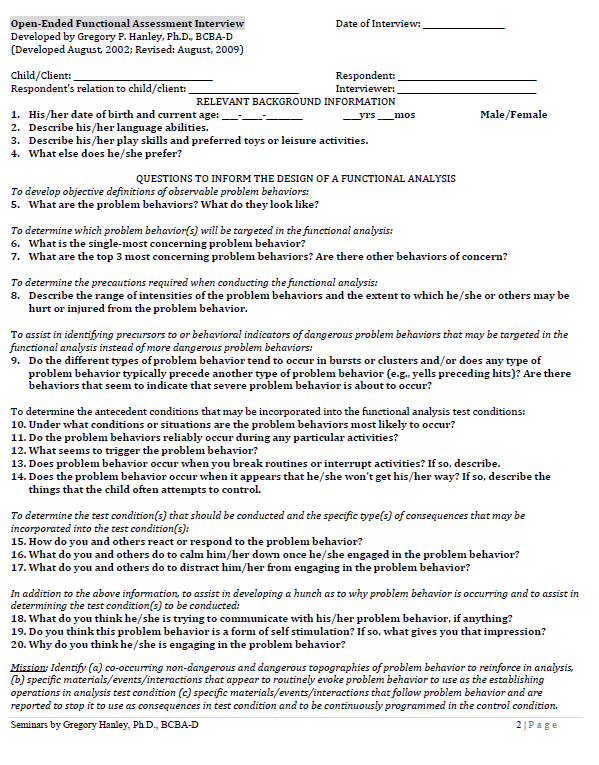 Open-Ended Functional Assessment Interview Date of Interview: _______________
Developed by Gregory P. Hanley, Ph.D., BCBA-D
(Developed August, 2002; Revised: August, 2009)
Child/Client: _________________________ Respondent: _________________________
Respondent's relation to child/client: ____________________ Interviewer: _________________________
RELEVANT BACKGROUND INFORMATION
1. His/her date of birth and current age: ___-____-_______ ___yrs ___mos Male/Female
2. Describe his/her language abilities.
3. Describe his/her play skills and preferred toys or leisure activities.
4. What else does he/she prefer?
QUESTIONS TO INFORM THE DESIGN OF A FUNCTIONAL ANALYSIS
To develop objective definitions of observable problem behaviors:
5. What are the problem behaviors? What do they look like?
To determine which problem behavior(s) will be targeted in the functional analysis:
6. What is the single-most concerning problem behavior?
7. What are the top 3 most concerning problem behaviors? Are there other behaviors of concern?
To determine the precautions required when conducting the functional analysis:
8. Describe the range of intensities of the problem behaviors and the extent to which he/she or others may be
hurt or injured from the problem behavior.
To assist in identifying precursors to or behavioral indicators of dangerous problem behaviors that may be targeted in the
functional analysis instead of more dangerous problem behaviors:
9. Do the different types of problem behavior tend to occur in bursts or clusters and/or does any type of
problem behavior typically precede another type of problem behavior (e.g., yells preceding hits)? Are there
behaviors that seem to indicate that severe problem behavior is about to occur?
To determine the antecedent conditions that may be incorporated into the functional analysis test conditions:
10. Under what conditions or situations are the problem behaviors most likely to occur?
11. Do the problem behaviors reliably occur during any particular activities?
12. What seems to trigger the problem behavior?
13. Does problem behavior occur when you break routines or interrupt activities? If so, describe.
14. Does the problem behavior occur when it appears that he/she won't get his/her way? If so, describe the
things that the child often attempts to control.
To determine the test condition(s) that should be conducted and the specific type(s) of consequences that may be
incorporated into the test condition(s):
15. How do you and others react or respond to the problem behavior?
16. What do you and others do to calm him/her down once he/she engaged in the problem behavior?
17. What do you and others do to distract him/her from engaging in the problem behavior?
In addition to the above information, to assist in developing a hunch as to why problem behavior is occurring and to assist in
determining the test condition(s) to be conducted:
18. What do you think he/she is trying to communicate with his/her problem behavior, if anything?
19. Do you think this problem behavior is a form of self stimulation? If so, what gives you that impression?
20. Why do you think he/she is engaging in the problem behavior?
Mission: Identify (a) co-occurring non-dangerous and dangerous topographies of problem behavior to reinforce in analysis,
(b) specific materials/events/interactions that appear to routinely evoke problem behavior to use as the establishing
operations in analysis test condition (c) specific materials/events/interactions that follow problem behavior and are
reported to stop it to use as consequences in test condition and to be continuously programmed in the control condition.
Seminars by Gregory Hanley, Ph.D., BCBA-D 2 | P a g e